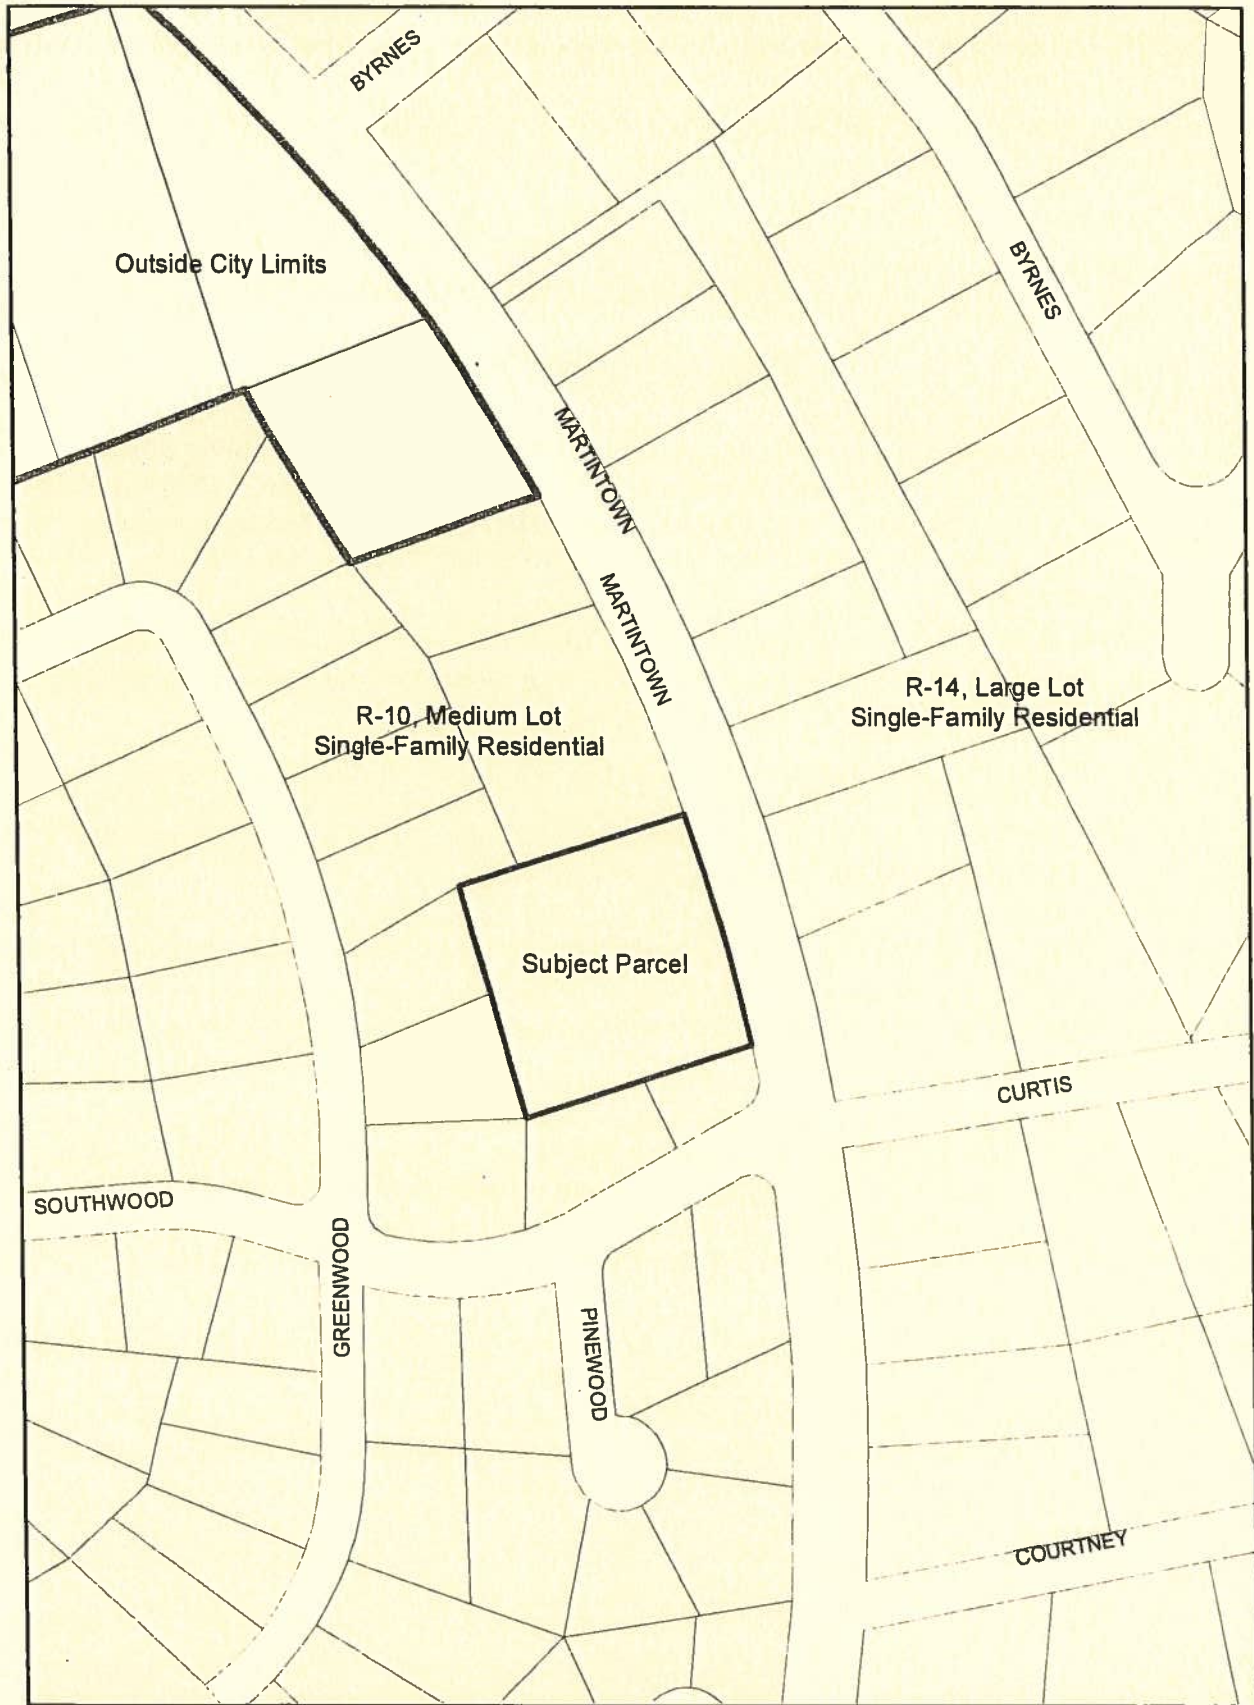 BYRNES
Outside City Limits
BYRNES
MARTINTOWN
MARTINTOWN
R-14, Large Lot
Single-Family Residential
R-10, Medium Lot
Single-Family Residential
Subject Parcel
CURTIS
SOUTHWOOD
GREENWOOD
PINEWOOD
COURTNEY